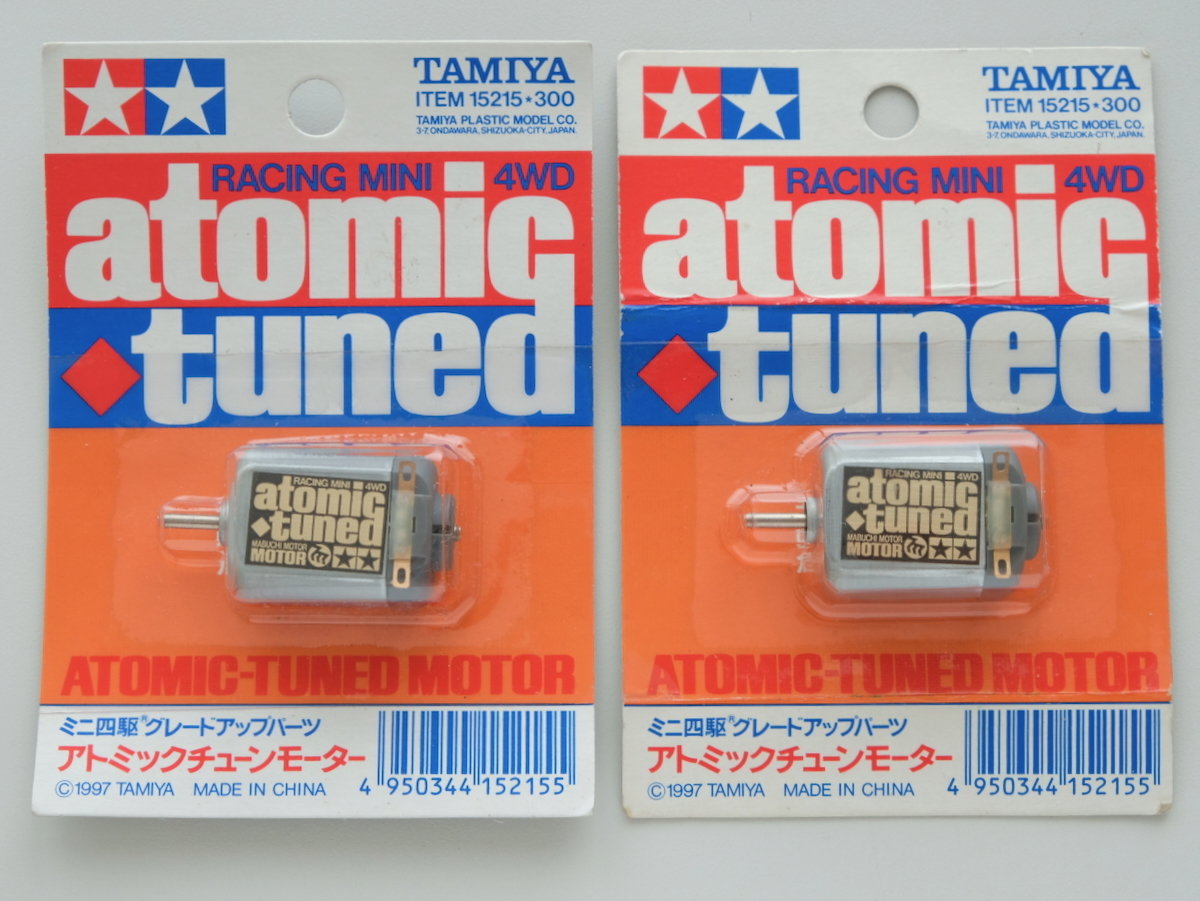 TAMIYA
ITEM 15215★300
TAMIYA PLASTIC MODEL CO.
3-7, ONDAWARA, SHIZUOKA-CITY, JAPAN.
RACING MINI 4WD
atomic
tuned
RACING MINI 4WD
atomic
tuned
MABUCHI MOTOR
MOTOR
ATOMIC-TUNED MOTOR
ミニ四駆®グレードアップパーツ
アトミックチューンモーター
©1997 TAMIYA MADE IN CHINA
4 950344 152155
TAMIYA
ITEM 15215★300
TAMIYA PLASTIC MODEL CO.
3-7, ONDAWARA, SHIZUOKA-CITY, JAPAN.
RACING MINI 4WD
atomic
tuned
RACING MINI 4WD
atomic
tuned
MABUCHI MOTOR
MOTOR
ATOMIC-TUNED MOTOR
ミニ四駆®グレードアップパーツ
アトミックチューンモーター
©1997 TAMIYA MADE IN CHINA
4 950344 152155